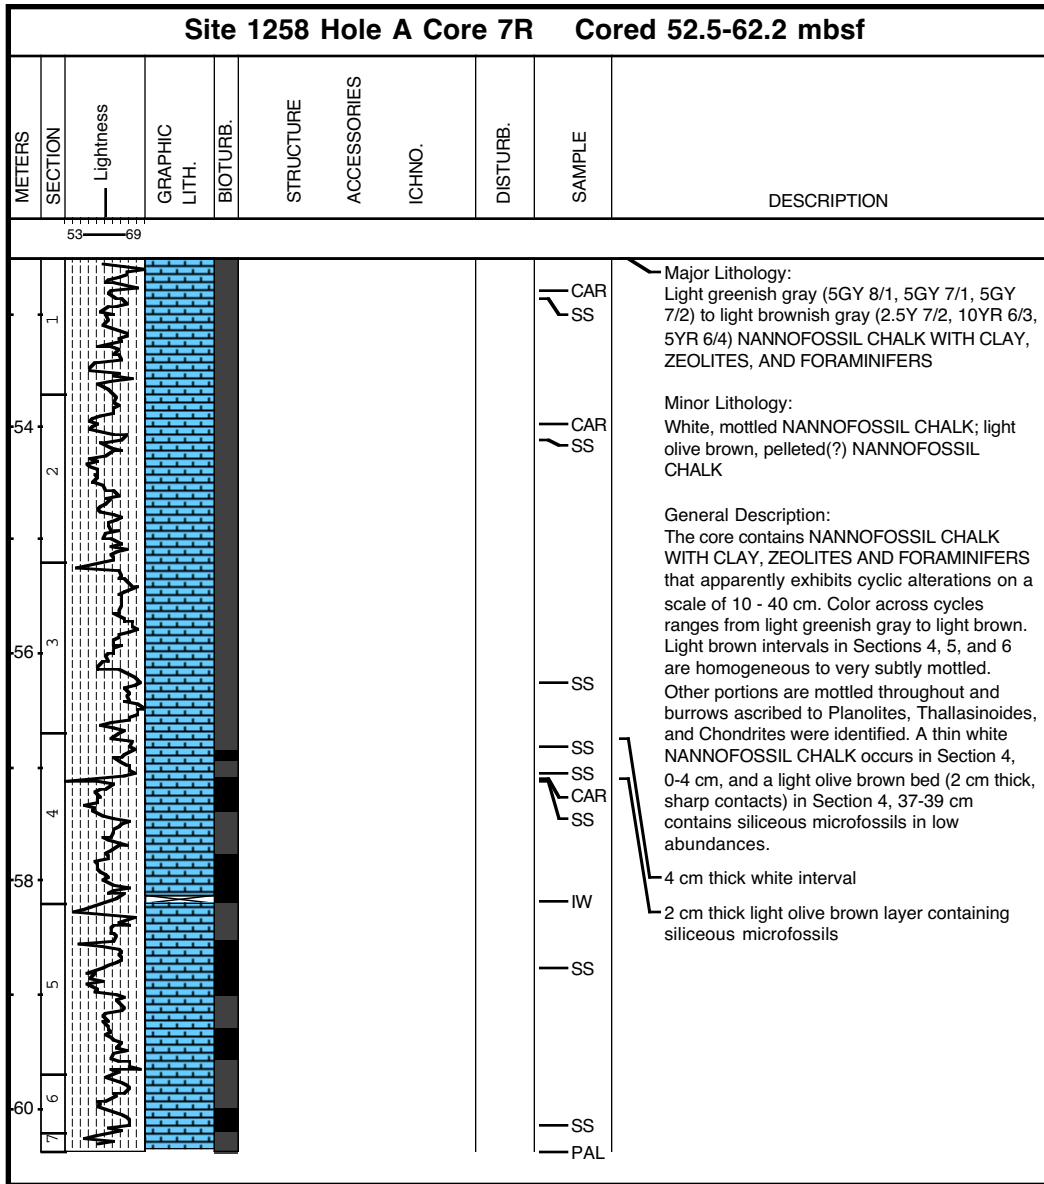 Site 1258 Hole A Core 7R Cored 52.5-62.2 mbsf
METERS
SECTION
Lightness
GRAPHIC
LITH.
BIOTURB.
STRUCTURE
ACCESSORIES
ICHNO.
DISTURB.
SAMPLE
DESCRIPTION
53 69
1
2
3
4
5
6
7
54
56
58
60
CAR
SS
CAR
SS
SS
SS
SS
CAR
SS
IW
SS
SS
PAL
Major Lithology:
Light greenish gray (5GY 8/1, 5GY 7/1, 5GY
7/2) to light brownish gray (2.5Y 7/2, 10YR 6/3,
5YR 6/4) NANNOFOSSIL CHALK WITH CLAY,
ZEOLITES, AND FORAMINIFERS
Minor Lithology:
White, mottled NANNOFOSSIL CHALK; light
olive brown, pelleted(?) NANNOFOSSIL
CHALK
General Description:
The core contains NANNOFOSSIL CHALK
WITH CLAY, ZEOLITES AND FORAMINIFERS
that apparently exhibits cyclic alterations on a
scale of 10 - 40 cm. Color across cycles
ranges from light greenish gray to light brown.
Light brown intervals in Sections 4, 5, and 6
are homogeneous to very subtly mottled.
Other portions are mottled throughout and
burrows ascribed to Planolites, Thallasinoides,
and Chondrites were identified. A thin white
NANNOFOSSIL CHALK occurs in Section 4,
0-4 cm, and a light olive brown bed (2 cm thick,
sharp contacts) in Section 4, 37-39 cm
contains siliceous microfossils in low
abundances.
4 cm thick white interval
2 cm thick light olive brown layer containing
siliceous microfossils